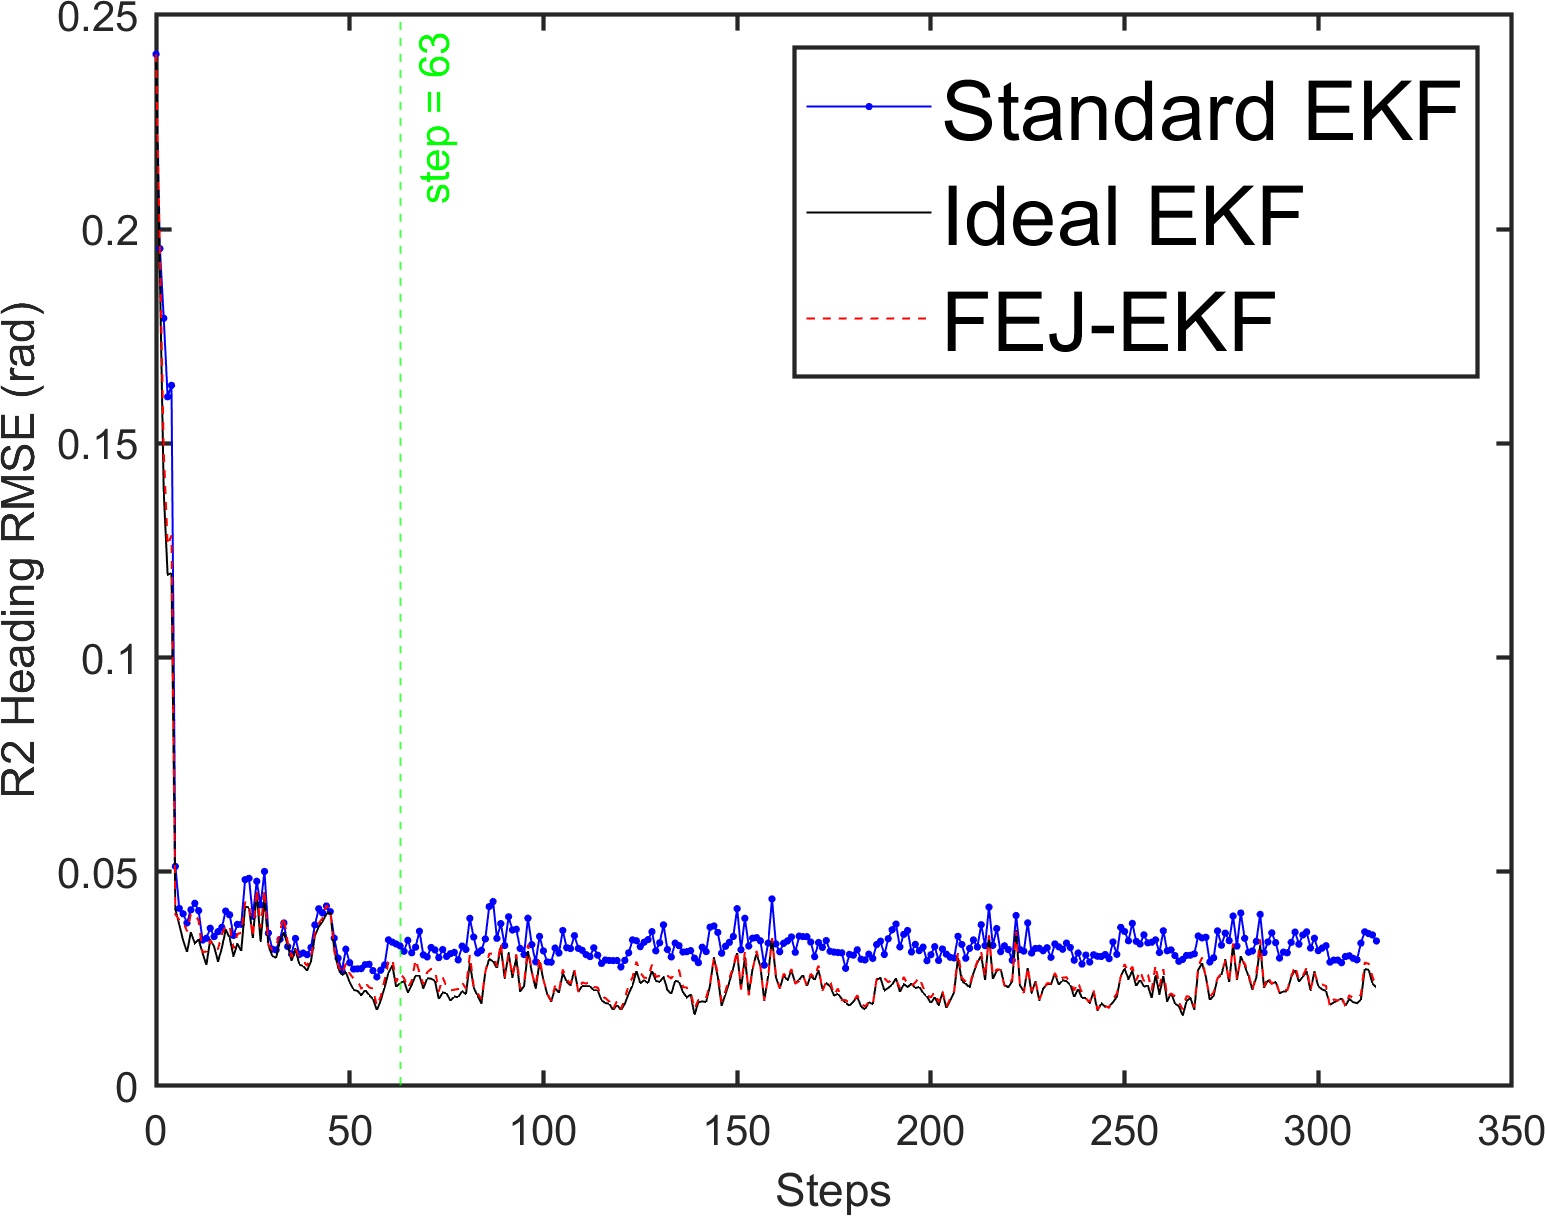 0.25
0.2
0.15
0.1
0.05
0
R2 Heading RMSE (rad)
step = 63
Standard EKF
Ideal EKF
FEJ-EKF
0 50 100 150 200 250 300 350
Steps